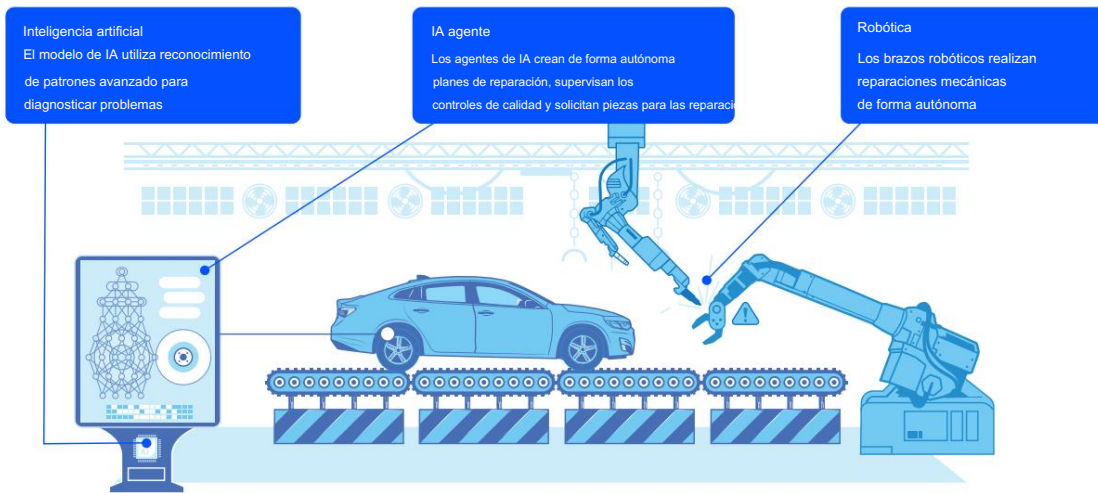 Inteligencia artificial
El modelo de IA utiliza reconocimiento
de patrones avanzado para
diagnosticar problemas
IA agente
Los agentes de IA crean de forma autónoma
planes de reparación, supervisan los
controles de calidad y solicitan piezas para las reparacio
Robótica
Los brazos robóticos realizan
reparaciones mecánicas
de forma autónoma
AI